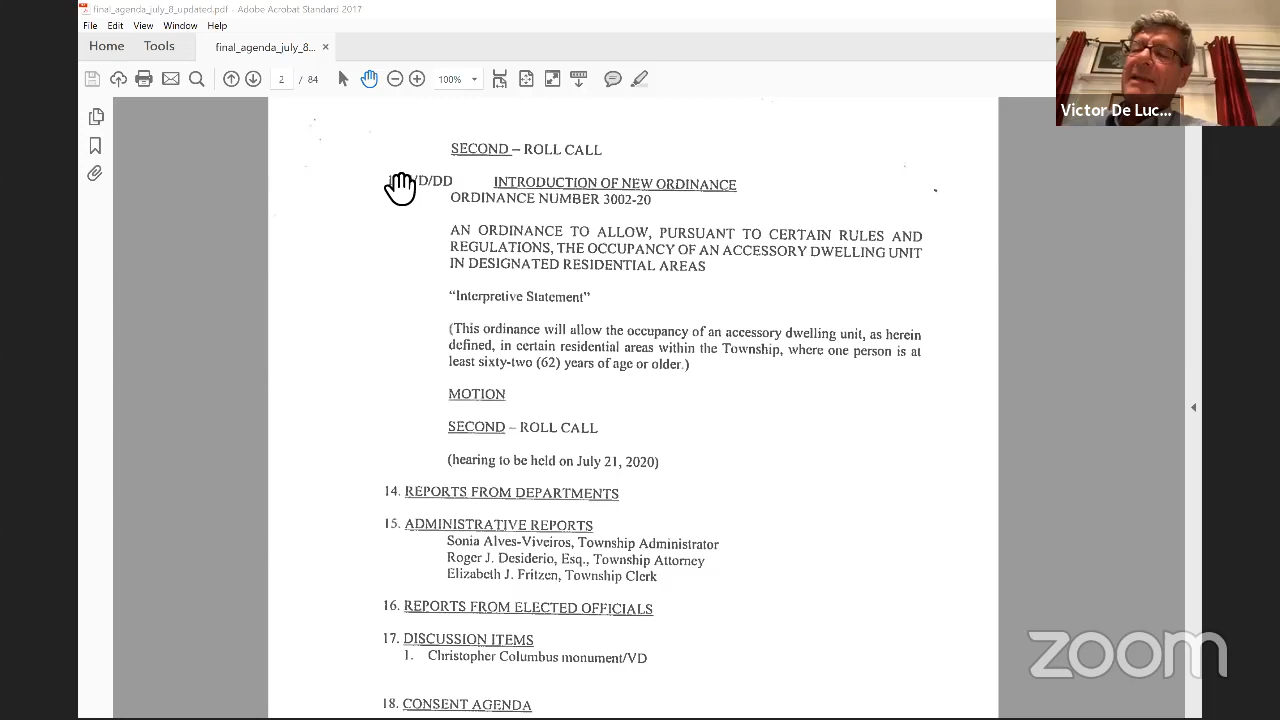 final_agenda_july_8_updated.pdf - Adobe Acrobat Standard 2017
File Edit View Window Help
Home Tools final_agenda_july_8... ×
2 / 84 100%
Victor De Luc...
SECOND – ROLL CALL
/D/DD INTRODUCTION OF NEW ORDINANCE
ORDINANCE NUMBER 3002-20
AN ORDINANCE TO ALLOW, PURSUANT TO CERTAIN RULES AND
REGULATIONS, THE OCCUPANCY OF AN ACCESSORY DWELLING UNIT
IN DESIGNATED RESIDENTIAL AREAS
“Interpretive Statement”
(This ordinance will allow the occupancy of an accessory dwelling unit, as herein
defined, in certain residential areas within the Township, where one person is at
least sixty-two (62) years of age or older.)
MOTION
SECOND – ROLL CALL
(hearing to be held on July 21, 2020)
14. REPORTS FROM DEPARTMENTS
15. ADMINISTRATIVE REPORTS
Sonia Alves-Viveiros, Township Administrator
Roger J. Desiderio, Esq., Township Attorney
Elizabeth J. Fritzen, Township Clerk
16. REPORTS FROM ELECTED OFFICIALS
17. DISCUSSION ITEMS
1. Christopher Columbus monument/VD
18. CONSENT AGENDA
zoom